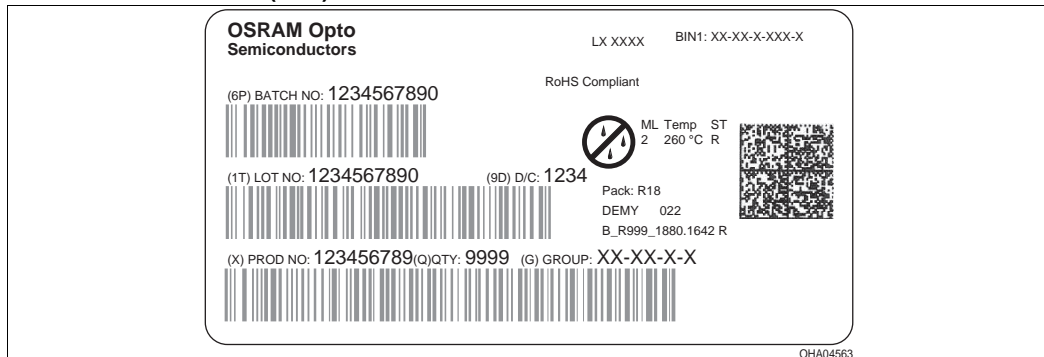 OSRAM Opto
Semiconductors
LX XXXX BIN1: XX-XX-X-XXX-X
RoHS Compliant
(6P) BATCH NO: 1234567890
ML Temp ST
2 260 °C R
(1T) LOT NO: 1234567890 (9D) D/C: 1234
Pack: R18
DEMY 022
B_R999_1880.1642 R
(X) PROD NO: 123456789(Q)QTY: 9999 (G) GROUP: XX-XX-X-X
OHA04563